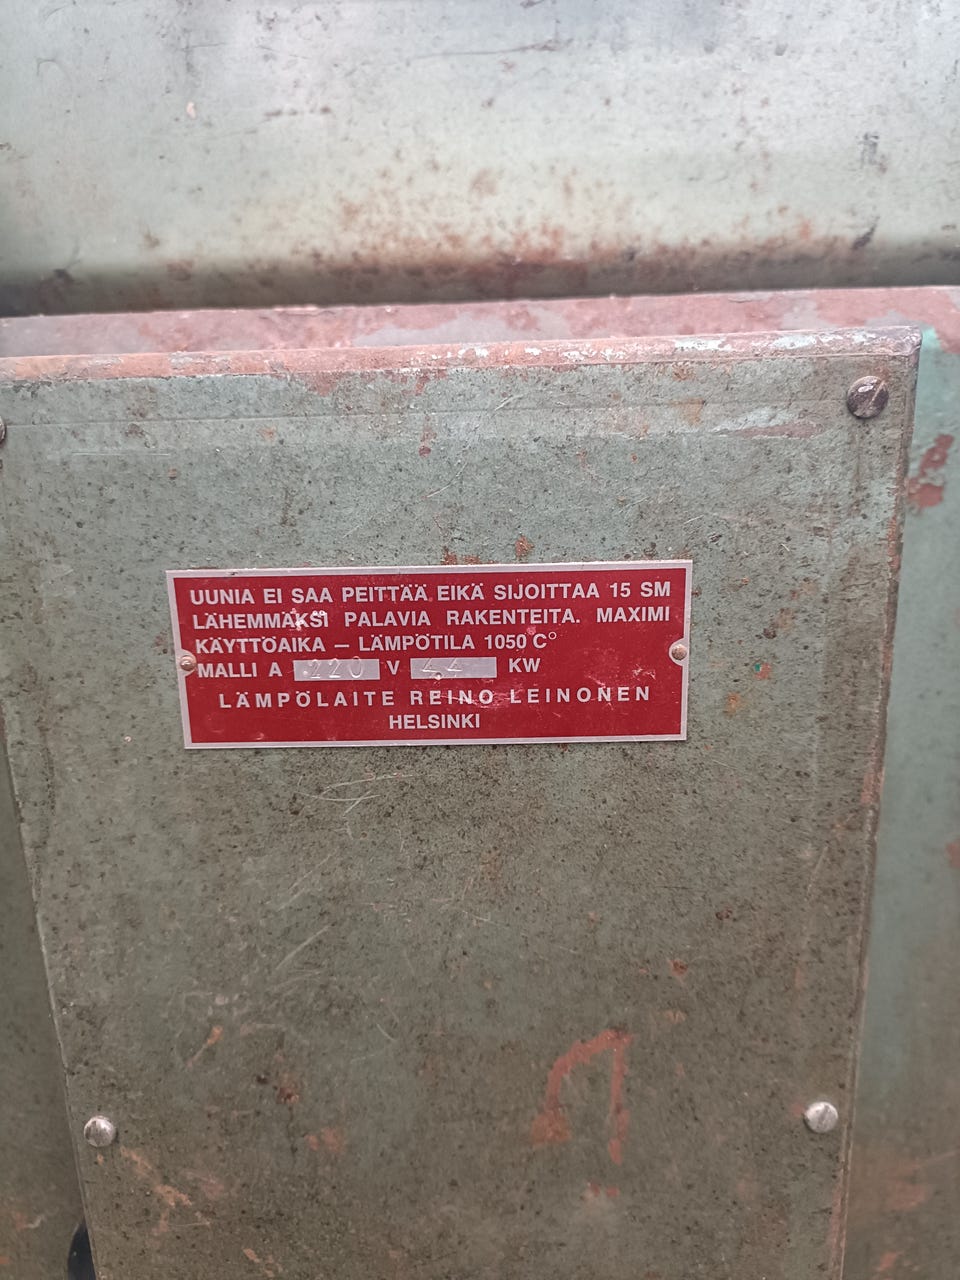 UUNIA EI SAA PEITTÄÄ EIKÄ SIJOITTAA 15 SM
LÄHEMMÄKSI PALAVIA RAKENTEITA. MAXIMI
KÄYTTÖAIKA – LÄMPÖTILA 1050 C°
MALLI A 220 V 4.4 KW
LÄMPÖLAITE REINO LEINONEN
HELSINKI